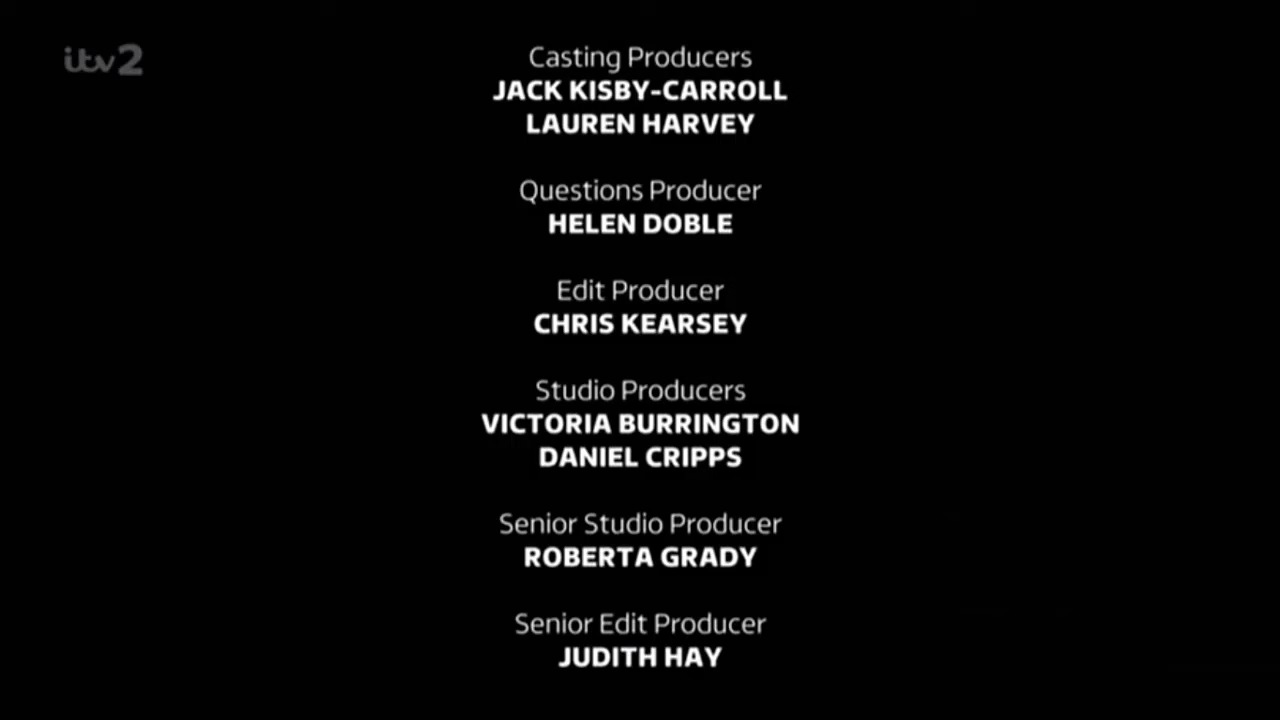 itv2
Casting Producers
JACK KISBY-CARROLL
LAUREN HARVEY
Questions Producer
HELEN DOBLE
Edit Producer
CHRIS KEARSEY
Studio Producers
VICTORIA BURRINGTON
DANIEL CRIPPS
Senior Studio Producer
ROBERTA GRADY
Senior Edit Producer
JUDITH HAY